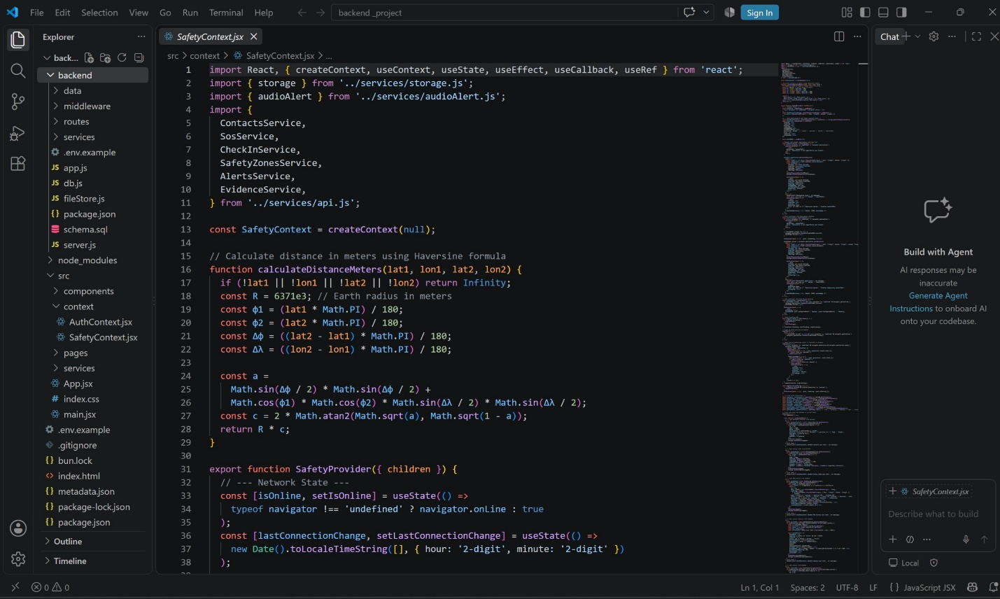 File Edit Selection View Go Run Terminal Help
backend _project
Sign In
Explorer
back...
backend
data
middleware
routes
services
.env.example
JS app.js
JS db.js
JS fileStore.js
{} package.json
schema.sql
JS server.js
node_modules
src
components
context
AuthContext.jsx
SafetyContext.jsx
pages
services
App.jsx
# index.css
main.jsx
.env.example
.gitignore
{} bun.lock
<> index.html
{} metadata.json
{} package-lock.json
{} package.json
Outline
Timeline
SafetyContext.jsx
src > context > SafetyContext.jsx > ...
1 import React, { createContext, useContext, useState, useEffect, useCallback, useRef } from 'react';
2 import { storage } from '../services/storage.js';
3 import { audioAlert } from '../services/audioAlert.js';
4 import {
5 ContactsService,
6 SosService,
7 CheckInService,
8 SafetyZonesService,
9 AlertsService,
10 EvidenceService,
11 } from '../services/api.js';
12
13 const SafetyContext = createContext(null);
14
15 // Calculate distance in meters using Haversine formula
16 function calculateDistanceMeters(lat1, lon1, lat2, lon2) {
17 if (!lat1 || !lon1 || !lat2 || !lon2) return Infinity;
18 const R = 6371e3; // Earth radius in meters
19 const φ1 = (lat1 * Math.PI) / 180;
20 const φ2 = (lat2 * Math.PI) / 180;
21 const Δφ = ((lat2 - lat1) * Math.PI) / 180;
22 const Δλ = ((lon2 - lon1) * Math.PI) / 180;
23
24 const a =
25 Math.sin(Δφ / 2) * Math.sin(Δφ / 2) +
26 Math.cos(φ1) * Math.cos(φ2) * Math.sin(Δλ / 2) * Math.sin(Δλ / 2);
27 const c = 2 * Math.atan2(Math.sqrt(a), Math.sqrt(1 - a));
28 return R * c;
29 }
30
31 export function SafetyProvider({ children }) {
32 // --- Network State ---
33 const [isOnline, setIsOnline] = useState(() =>
34 typeof navigator !== 'undefined' ? navigator.onLine : true
35 );
36 const [lastConnectionChange, setLastConnectionChange] = useState(() =>
37 new Date().toLocaleTimeString([], { hour: '2-digit', minute: '2-digit' })
38 );
Chat
Build with Agent
AI responses may be
inaccurate
Generate Agent
Instructions to onboard AI
onto your codebase.
SafetyContext.jsx
Describe what to build
Local
0 0
Ln 1, Col 1 Spaces: 2 UTF-8 LF {} JavaScript JSX